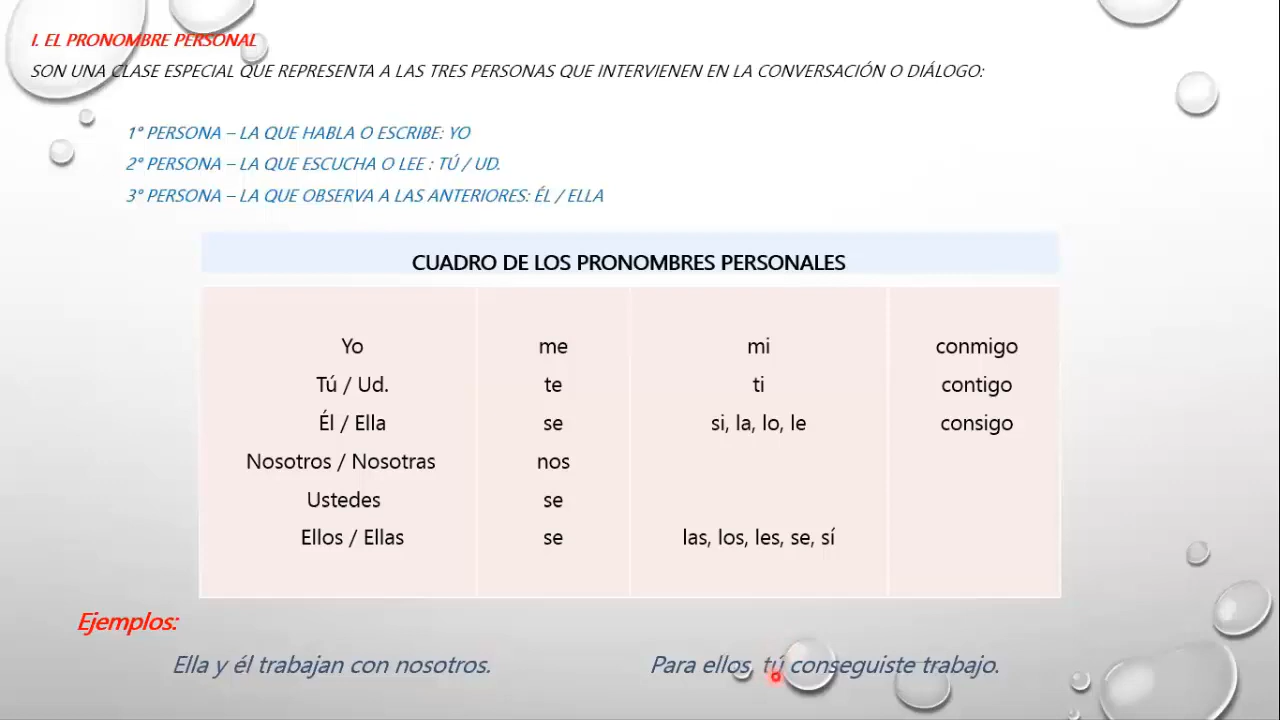 I. EL PRONOMBRE PERSONAL
SON UNA CLASE ESPECIAL QUE REPRESENTA A LAS TRES PERSONAS QUE INTERVIENEN EN LA CONVERSACIÓN O DIÁLOGO:
1° PERSONA – LA QUE HABLA O ESCRIBE: YO
2° PERSONA – LA QUE ESCUCHA O LEE : TÚ / UD.
3° PERSONA – LA QUE OBSERVA A LAS ANTERIORES: ÉL / ELLA
CUADRO DE LOS PRONOMBRES PERSONALES
Yo me mi conmigo
Tú / Ud. te ti contigo
Él / Ella se si, la, lo, le consigo
Nosotros / Nosotras nos
Ustedes se
Ellos / Ellas se las, los, les, se, sí
Ejemplos:
Ella y él trabajan con nosotros. Para ellos, tú conseguiste trabajo.